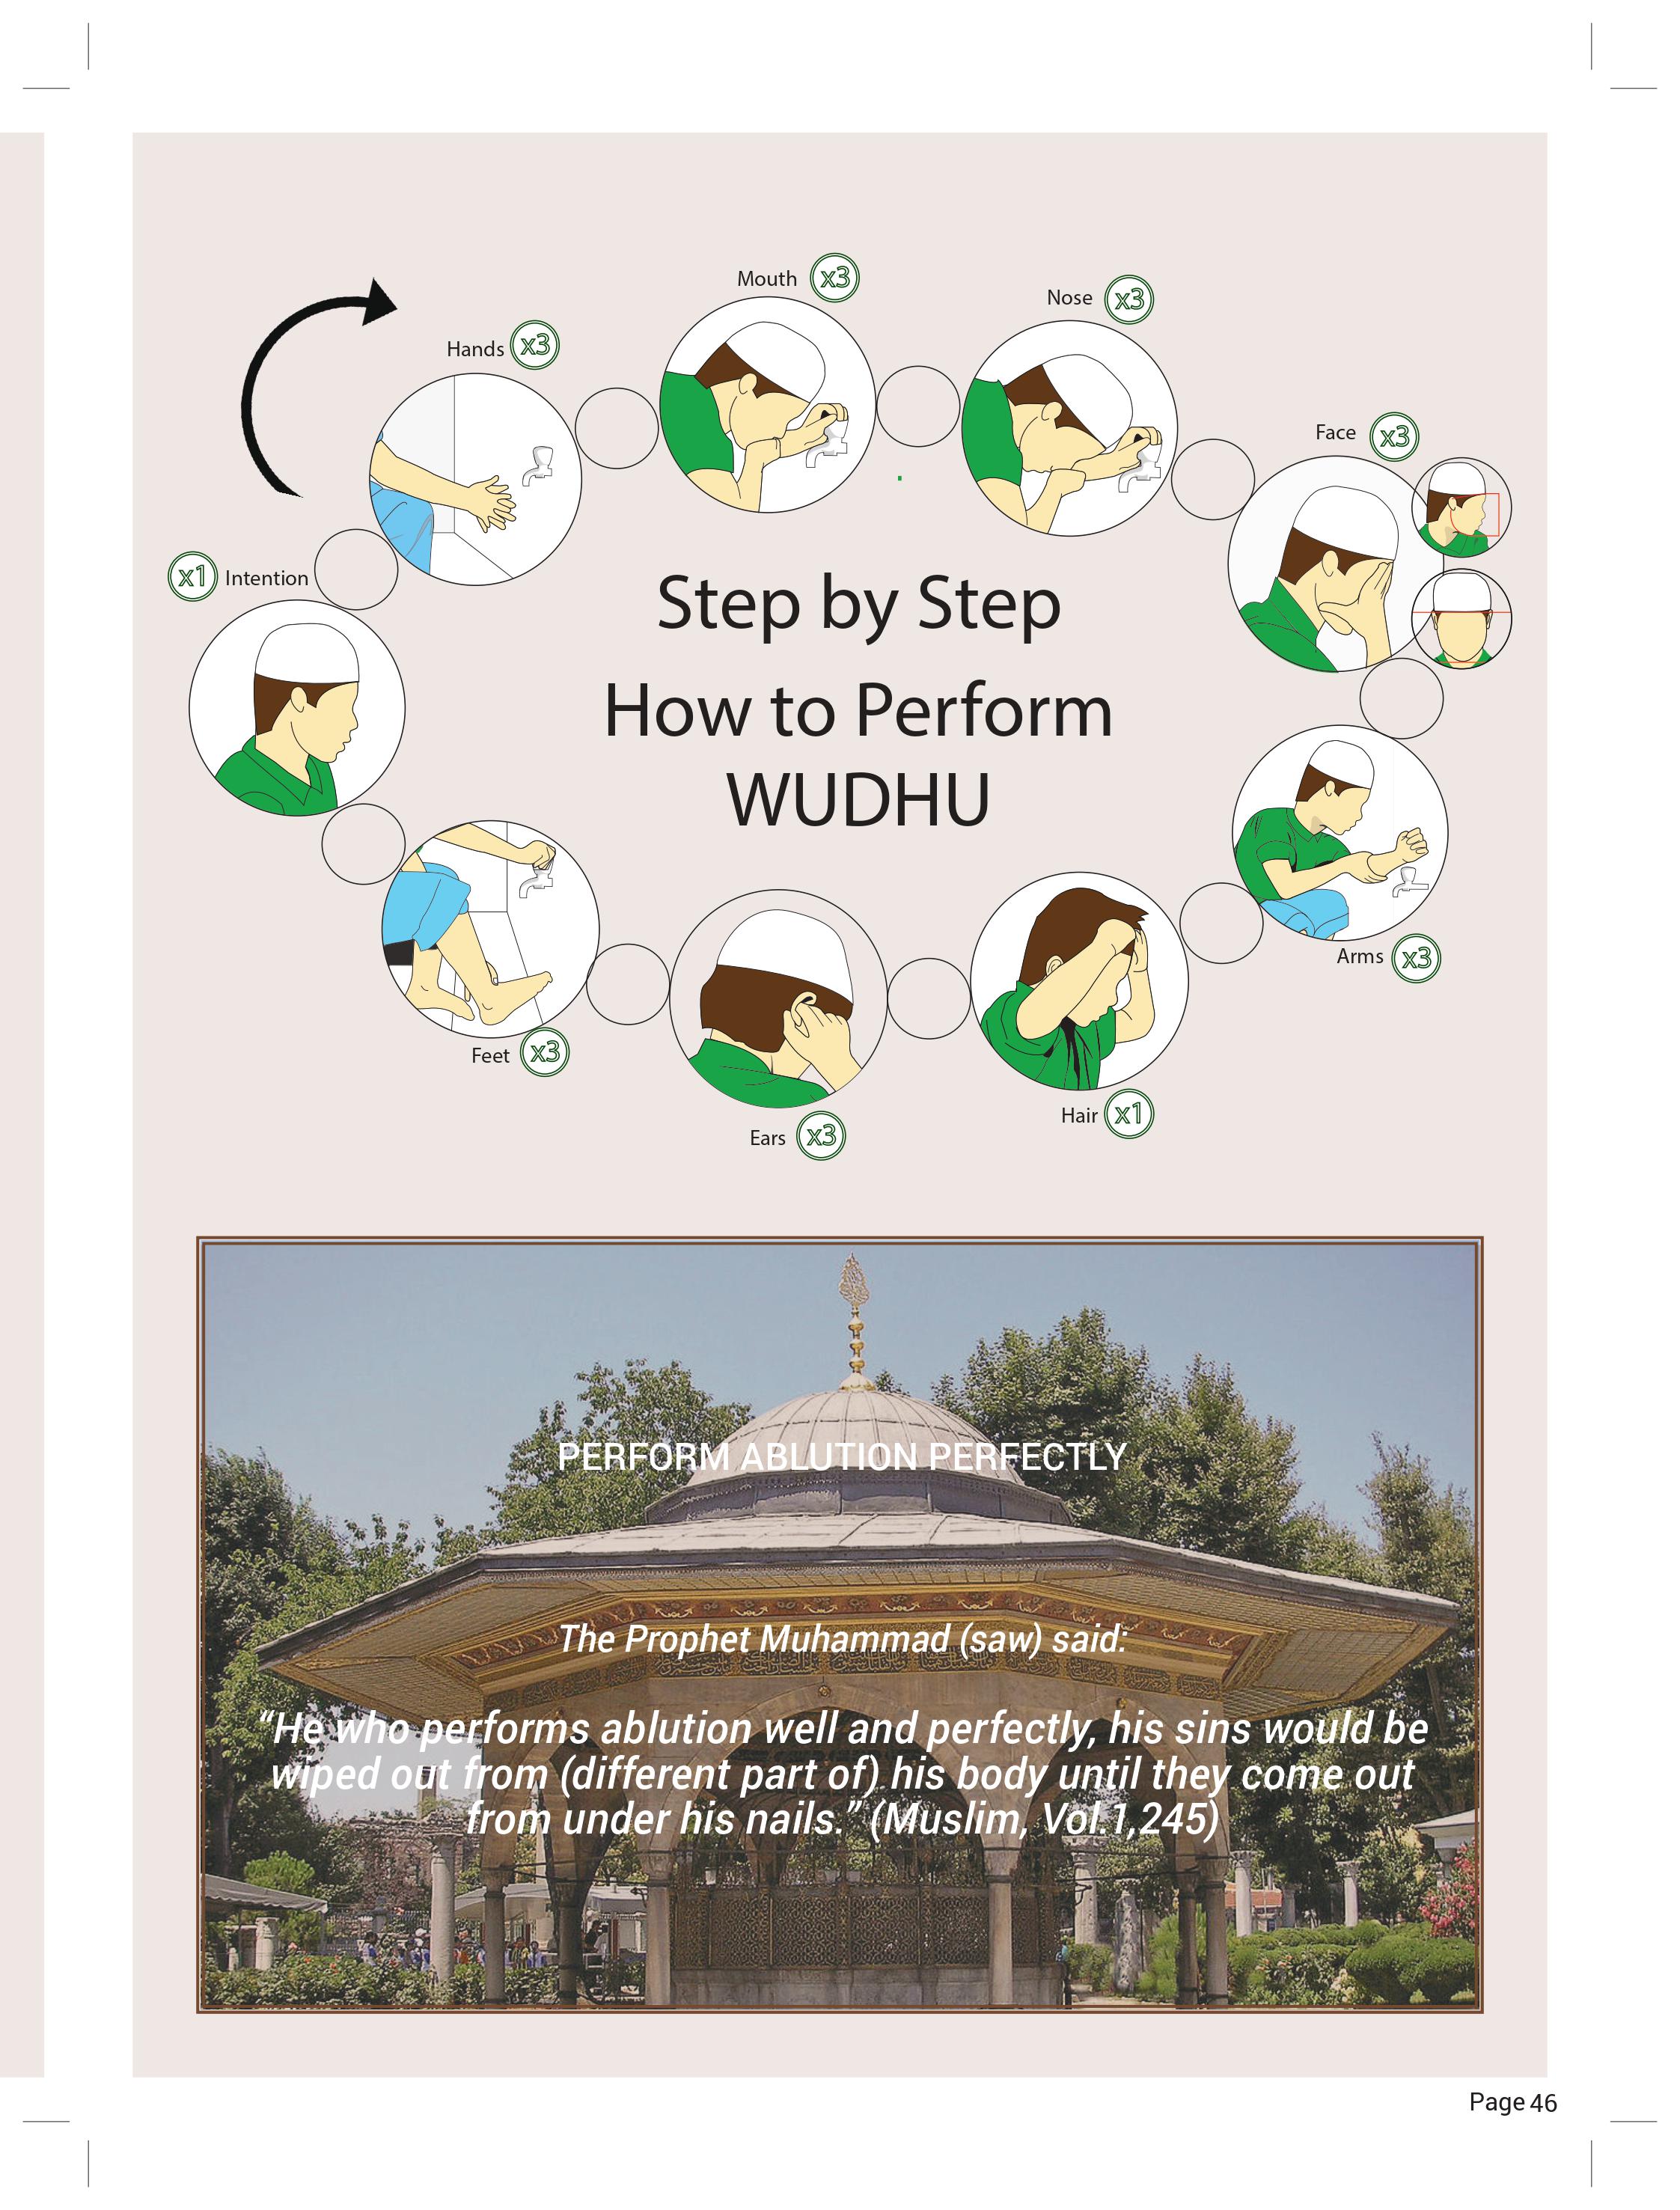 Mouth x3
Nose x3
Hands x3
Face x3
x1 Intention
Step by Step
How to Perform
WUDHU
Arms x3
Feet x3
Hair x1
Ears x3
PERFORM ABLUTION PERFECTLY
The Prophet Muhammad (saw) said:
“He who performs ablution well and perfectly, his sins would be
wiped out from (different part of) his body until they come out
from under his nails.” (Muslim, Vol.1,245)
Page 46